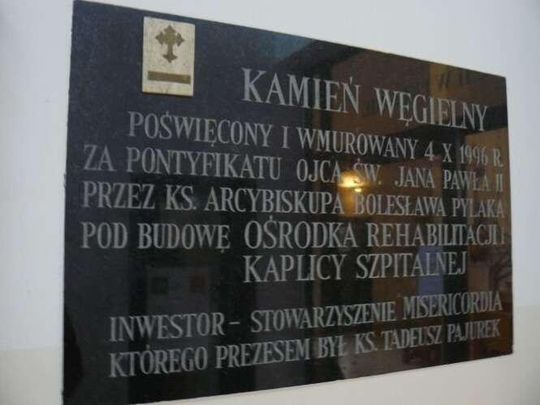 KAMIEŃ WĘGIELNY
POŚWIĘCONY I WMUROWANY 4 X 1996 R.
ZA PONTYFIKATU OJCA ŚW. JANA PAWŁA II
PRZEZ KS. ARCYBISKUPA BOLESŁAWA PYLAKA
POD BUDOWĘ OŚRODKA REHABILITACJI I
KAPLICY SZPITALNEJ
INWESTOR – STOWARZYSZENIE MISERICORDIA
KTÓREGO PREZESEM BYŁ KS. TADEUSZ PAJUREK